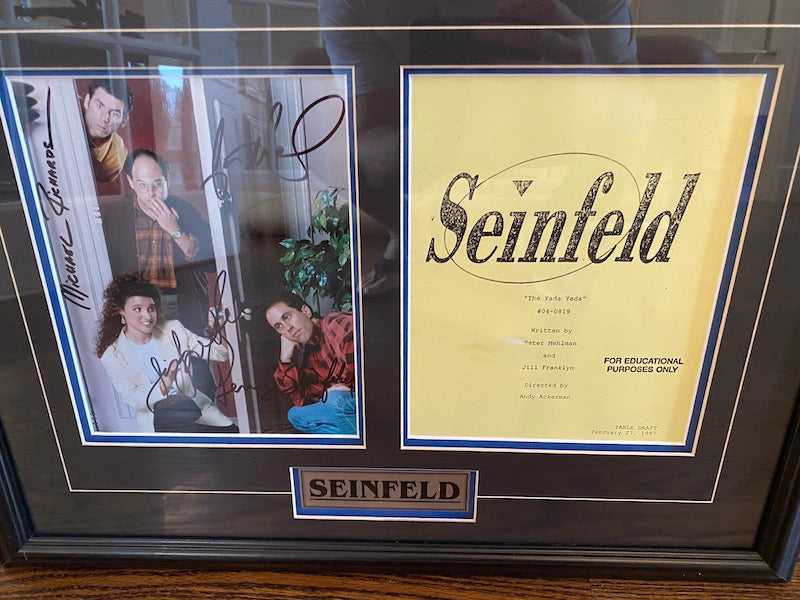 MICHAEL RICHARDS
Seinfeld
"The Yada Yada"
#04-0819
Written by
Peter Mehlman
and
Jill Franklyn
Directed by
Andy Ackerman
FOR EDUCATIONAL
PURPOSES ONLY
TABLE DRAFT
February 27, 1997
SEINFELD